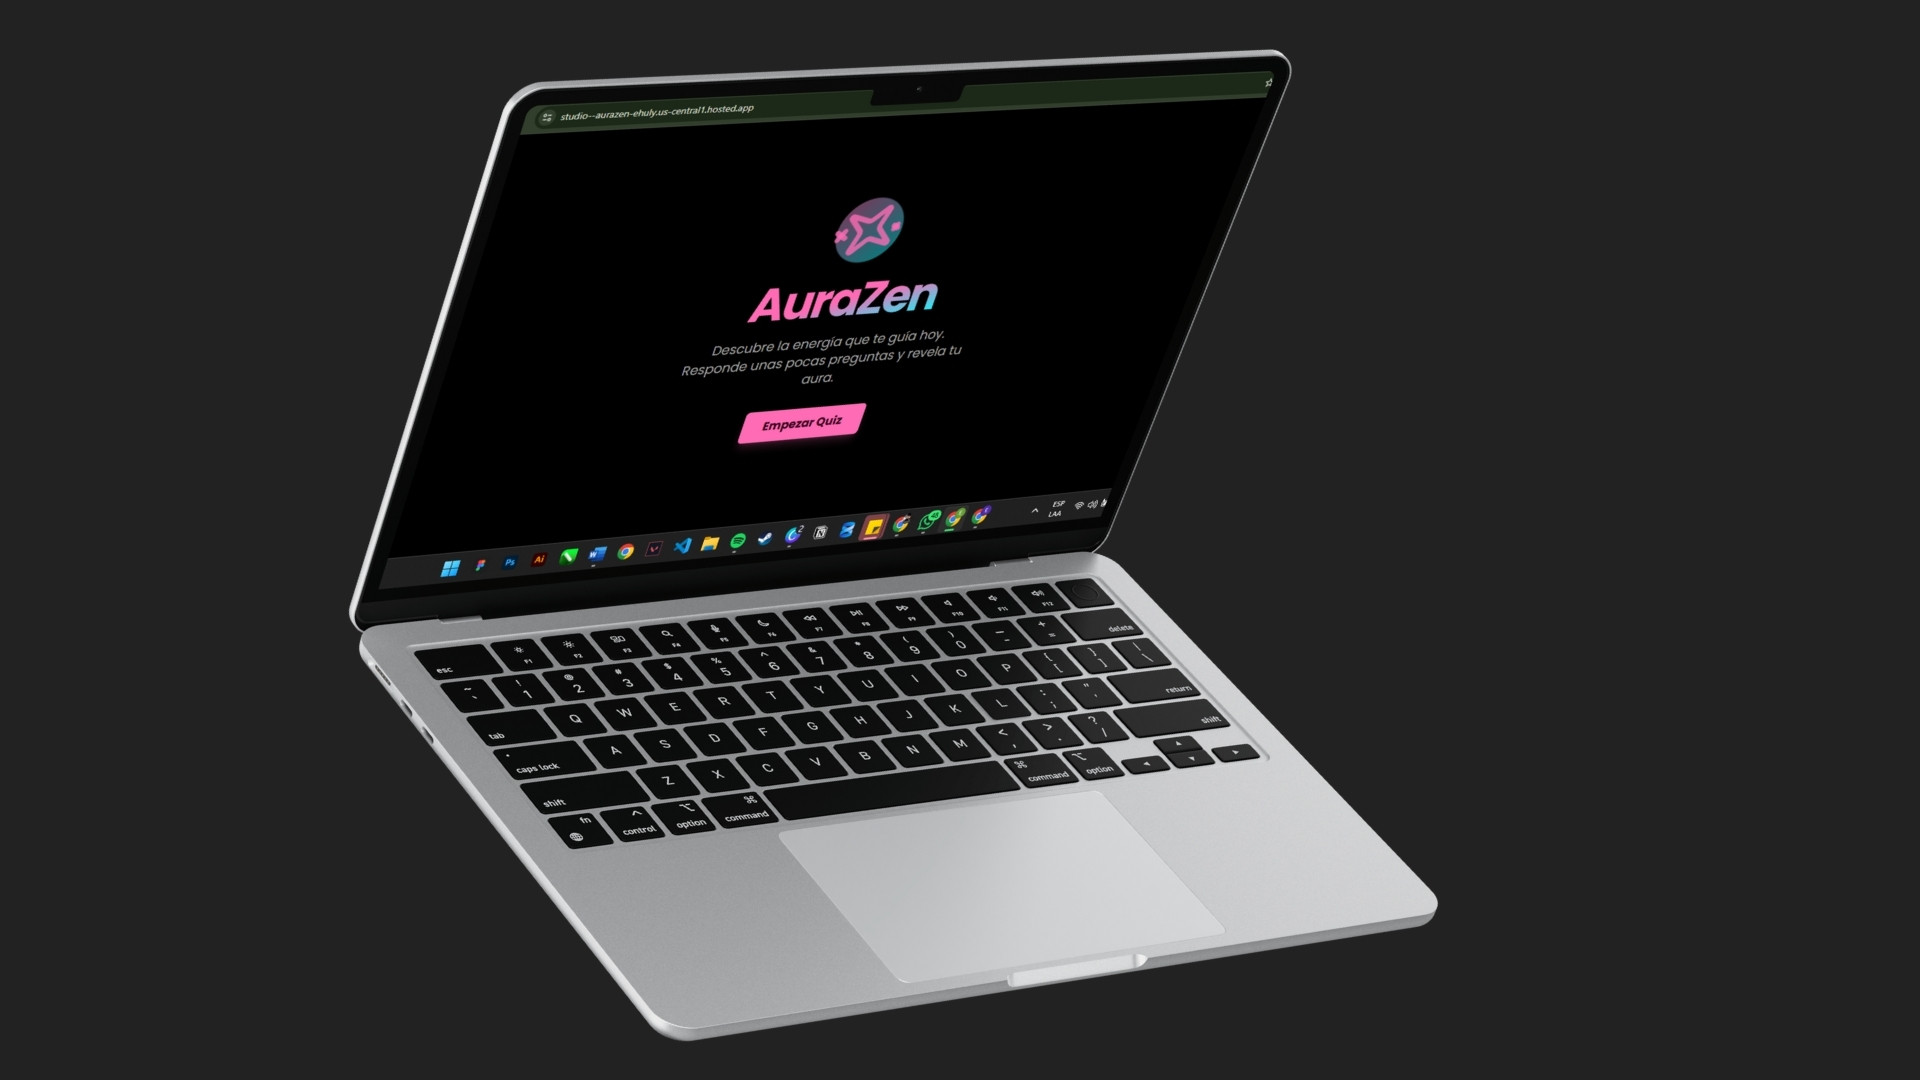 studio--aurazen-ehuly.us-central1.hosted.app
AuraZen
Descubre la energía que te guía hoy.
Responde unas pocas preguntas y revela tu
aura.
Empezar Quiz
Ps
Ai
W
2
ESP
LAA
esc F1 F2 F3 F4 F5 F6 F7 F8 F9 F10 F11 F12
~ ` ! 1 @ 2 # 3 $ 4 % 5 ^ 6 & 7 * 8 ( 9 ) 0 — - + = delete
tab Q W E R T Y U I O P { [ } ] | \ return
caps lock A S D F G H J K L : ; " ' shift
shift Z X C V B N M < , > . ? /
fn control option command command option